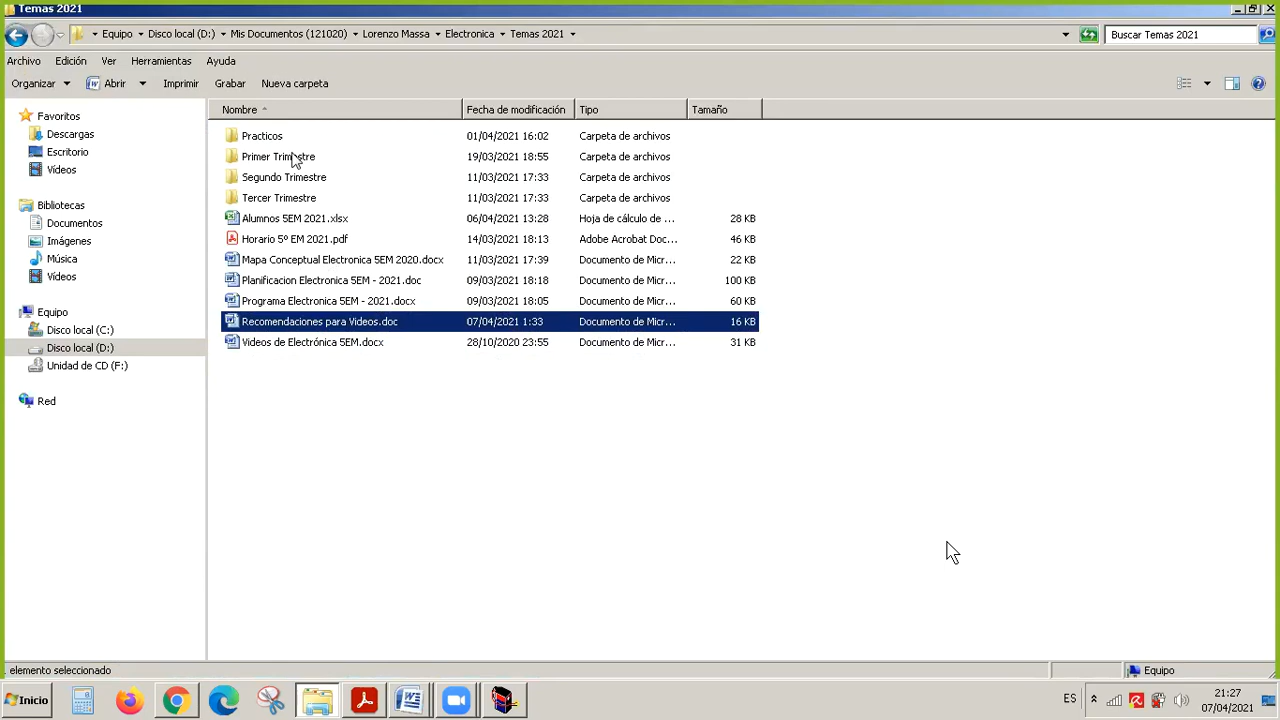 Temas 2021
Equipo Disco local (D:) Mis Documentos (121020) Lorenzo Massa Electronica Temas 2021
Buscar Temas 2021
Archivo Edición Ver Herramientas Ayuda
Organizar Abrir Imprimir Grabar Nueva carpeta
Favoritos
Descargas
Escritorio
Vídeos
Bibliotecas
Documentos
Imágenes
Música
Vídeos
Equipo
Disco local (C:)
Disco local (D:)
Unidad de CD (F:)
Red
Nombre Fecha de modificación Tipo Tamaño
Practicos 01/04/2021 16:02 Carpeta de archivos
Primer Trimestre 19/03/2021 18:55 Carpeta de archivos
Segundo Trimestre 11/03/2021 17:33 Carpeta de archivos
Tercer Trimestre 11/03/2021 17:33 Carpeta de archivos
Alumnos 5EM 2021.xlsx 06/04/2021 13:28 Hoja de cálculo de ... 28 KB
Horario 5º EM 2021.pdf 14/03/2021 18:13 Adobe Acrobat Doc... 46 KB
Mapa Conceptual Electronica 5EM 2020.docx 11/03/2021 17:39 Documento de Micr... 22 KB
Planificacion Electronica 5EM - 2021.doc 09/03/2021 18:18 Documento de Micr... 100 KB
Programa Electronica 5EM - 2021.docx 09/03/2021 18:05 Documento de Micr... 60 KB
Recomendaciones para Videos.doc 07/04/2021 1:33 Documento de Micr... 16 KB
Videos de Electrónica 5EM.docx 28/10/2020 23:55 Documento de Micr... 31 KB
elemento seleccionado
Equipo
Inicio
ES
21:27
07/04/2021